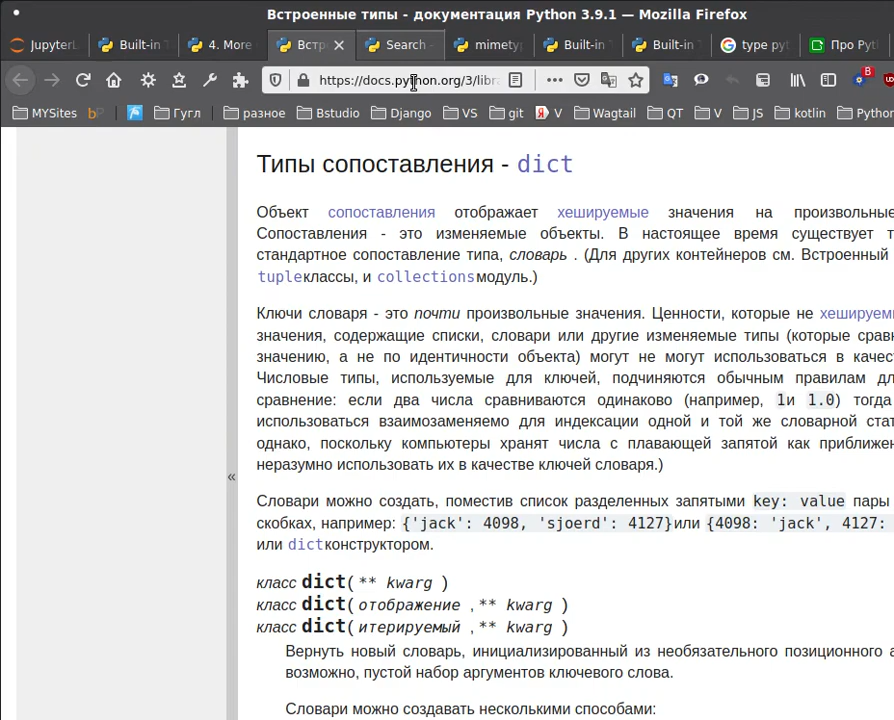 Встроенные типы - документация Python 3.9.1 — Mozilla Firefox
JupyterL Built-in T 4. More Встр Search - mimetyp Built-in T Built-in T type pyt Про Pytl
https://docs.python.org/3/libra
MYSites Гугл разное Bootstup Django VS git V Wagtail QT V JS kotlin Python
Типы сопоставления - dict
Объект сопоставления отображает хешируемые значения на произвольные
Сопоставления - это изменяемые объекты. В настоящее время существует т
стандартное сопоставление типа, словарь . (Для других контейнеров см. Встроенный
tupleклассы, и collectionsмодуль.)
Ключи словаря - это почти произвольные значения. Ценности, которые не хешируем
значения, содержащие списки, словари или другие изменяемые типы (которые срав
значению, а не по идентичности объекта) могут не могут использоваться в качес
Числовые типы, используемые для ключей, подчиняются обычным правилам дл
сравнение: если два числа сравниваются одинаково (например, 1и 1.0) тогда
использоваться взаимозаменяемо для индексации одной и той же словарной стат
однако, поскольку компьютеры хранят числа с плавающей запятой как приближен
неразумно использовать их в качестве ключей словаря.)
Словари можно создать, поместив список разделенных запятыми key: value пары
скобках, например: {'jack': 4098, 'sjoerd': 4127}или {4098: 'jack', 4127:
или dictконструктором.
класс dict(** kwarg )
класс dict(отображение ,** kwarg )
класс dict(итерируемый ,** kwarg )
Вернуть новый словарь, инициализированный из необязательного позиционного а
возможно, пустой набор аргументов ключевого слова.
Словари можно создавать несколькими способами: